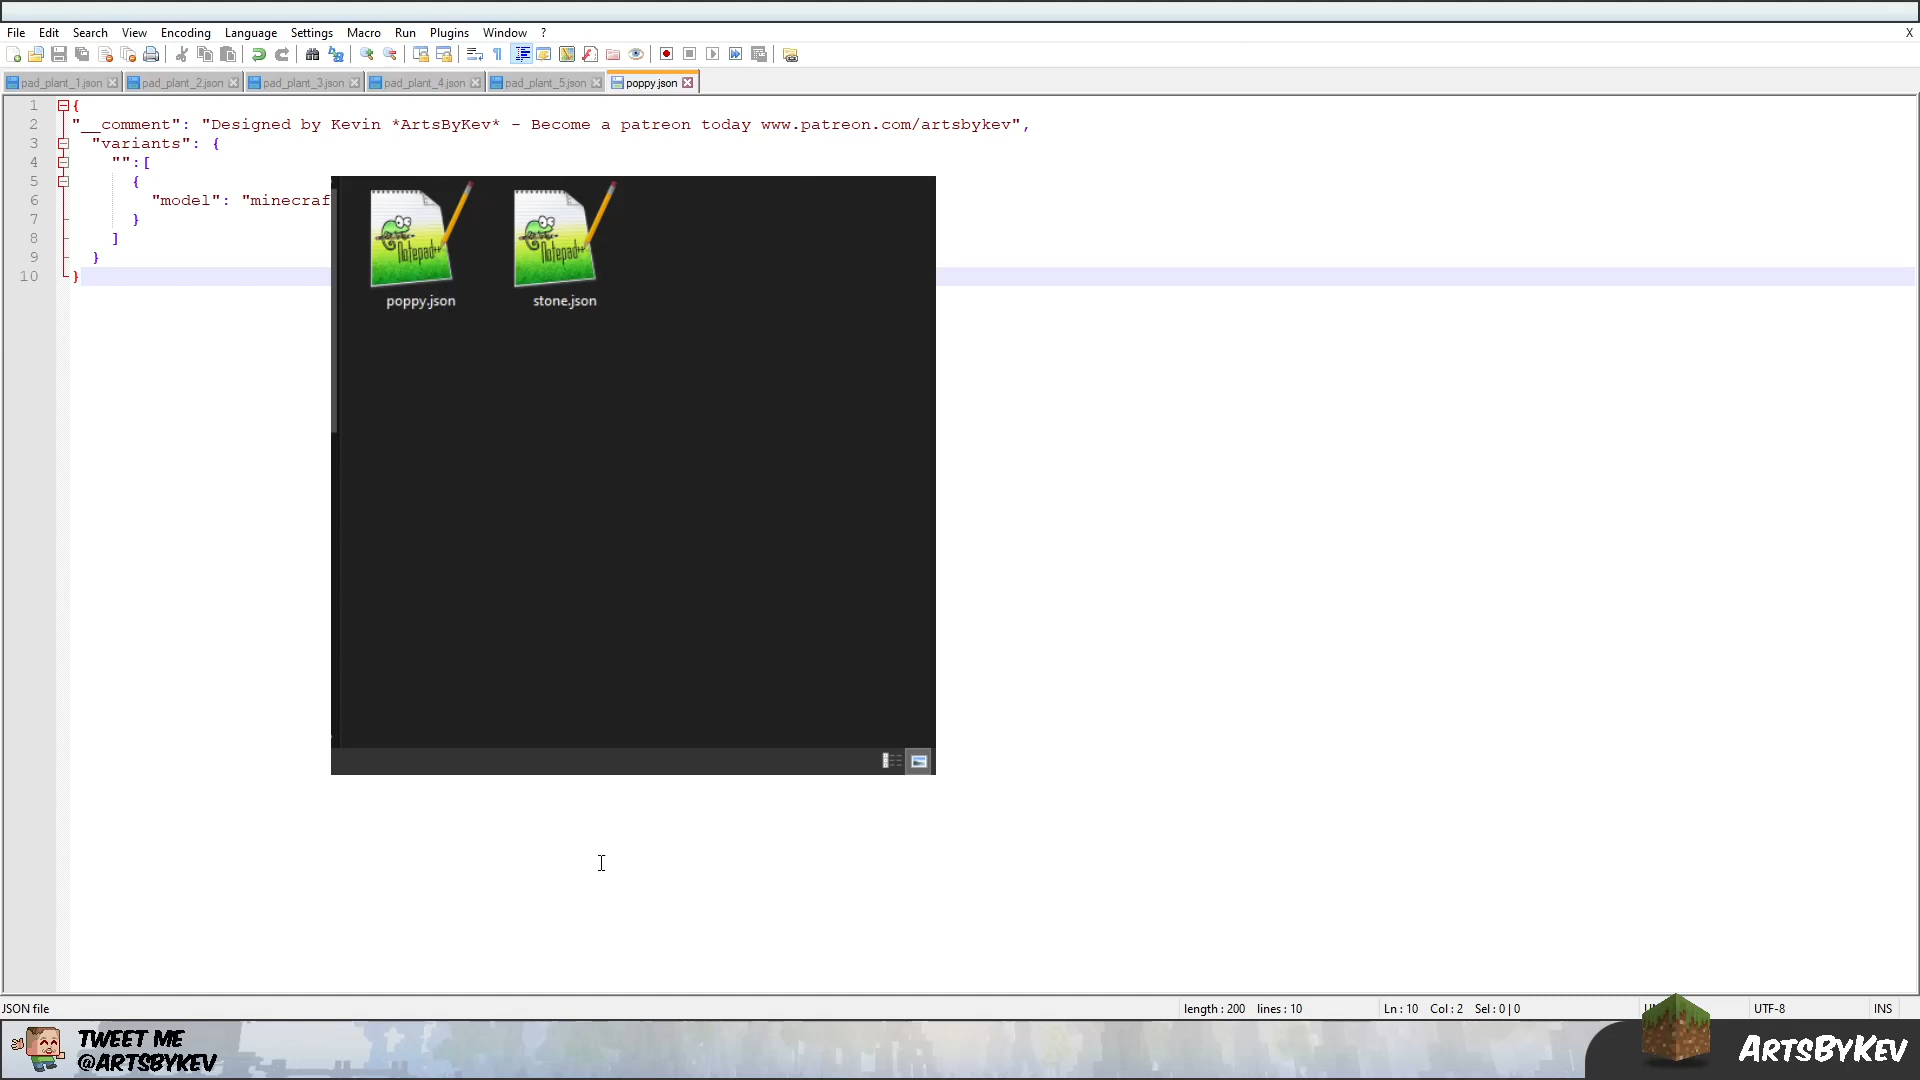 File Edit Search View Encoding Language Settings Macro Run Plugins Window ? X
pad_plant_1.json pad_plant_2.json pad_plant_3.json pad_plant_4.json pad_plant_5.json poppy.json
1 {
2 "__comment": "Designed by Kevin *ArtsByKev* - Become a patreon today www.patreon.com/artsbykev",
3 "variants": {
4 "":[
5 {
6 "model": "minecraf
7 }
8 ]
9 }
10 }
Notepad++ Notepad++
poppy.json stone.json
JSON file length : 200 lines : 10 Ln : 10 Col : 2 Sel : 0 | 0 UTF-8 INS
TWEET ME
@ARTSBYKEV
ARTSBYKEV